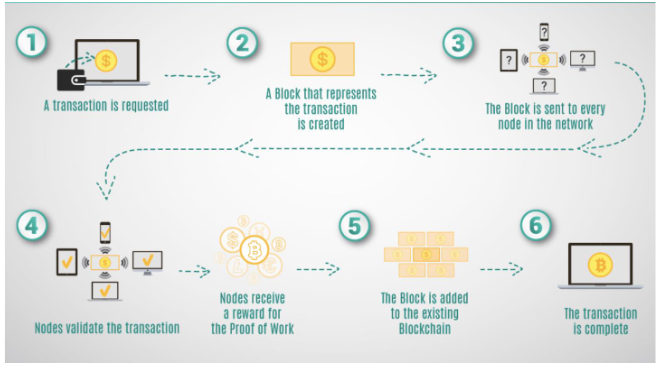 1
A transaction is requested
2
A Block that represents
the transaction
is created
3
? ? ? ?
The Block is sent to every
node in the network
4
Nodes validate the transaction
Nodes receive
a reward for
the Proof of Work
5
The Block is added
to the existing
Blockchain
6
The transaction
is complete